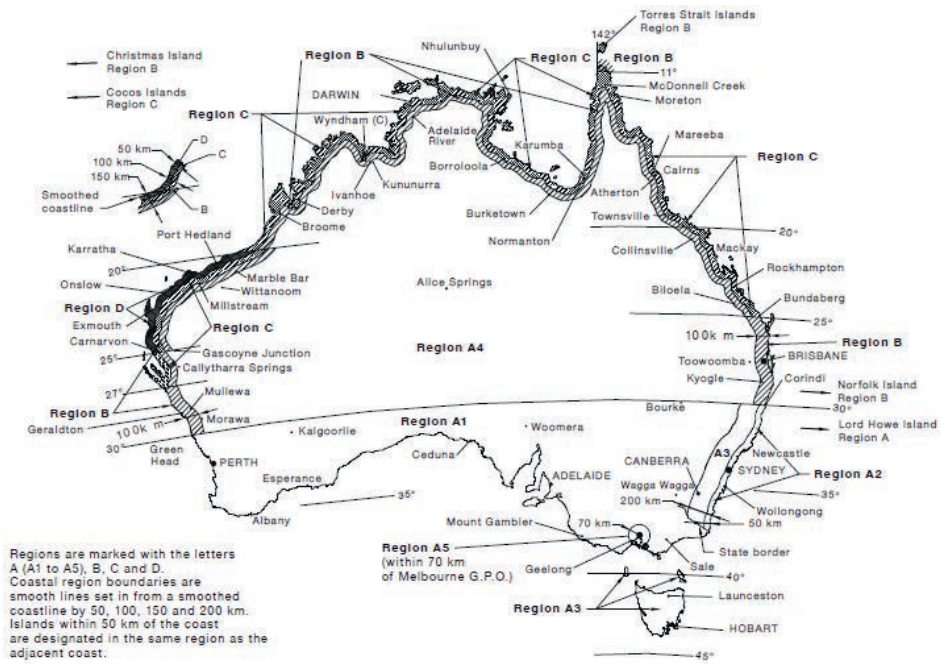 Torres Strait Islands
Region B
142°
Christmas Island
Region B
Nhulunbuy
Region B
Region C
Region B
11°
McDonnell Creek
Moreton
Cocos Islands
Region C
DARWIN
Region C
Wyndham (C)
50 km
D
C
100 km
150 km
Smoothed
coastline
B
Adelaide
River
Karumba
Mareeba
Cairns
Region C
Borroloola
Ivanhoe
Kununurra
Atherton
Derby
Broome
Burketown
Townsville
Port Hedland
Normanton
20°
Collinsville
Mackay
Karratha
20°
Marble Bar
Wittanoom
Onslow
Millstream
Alice Springs
Rockhampton
Biloela
Bundaberg
Region D
Exmouth
Region C
Carnarvon
25°
100k m
Region B
Gascoyne Junction
Callytharra Springs
25°
Region A4
Toowoomba
BRISBANE
Kyogle
Corindi
27°
Mullewa
Norfolk Island
Region B
Region B
Geraldton
100k m
Morawa
Bourke
30°
Region A1
Lord Howe Island
Region A
30°
Green
Head
Kalgoorlie
Woomera
Ceduna
A3
Newcastle
PERTH
CANBERRA
SYDNEY
Region A2
Esperance
ADELAIDE
Wagga Wagga
35°
35°
200 km
Wollongong
Albany
Mount Gambier
70 km
50 km
State border
Region A5
(within 70 km
of Melbourne G.P.O.)
Geelong
Sale
40°
Launceston
Region A3
HOBART
45°
Regions are marked with the letters
A (A1 to A5), B, C and D.
Coastal region boundaries are
smooth lines set in from a smoothed
coastline by 50, 100, 150 and 200 km.
Islands within 50 km of the coast
are designated in the same region as the
adjacent coast.